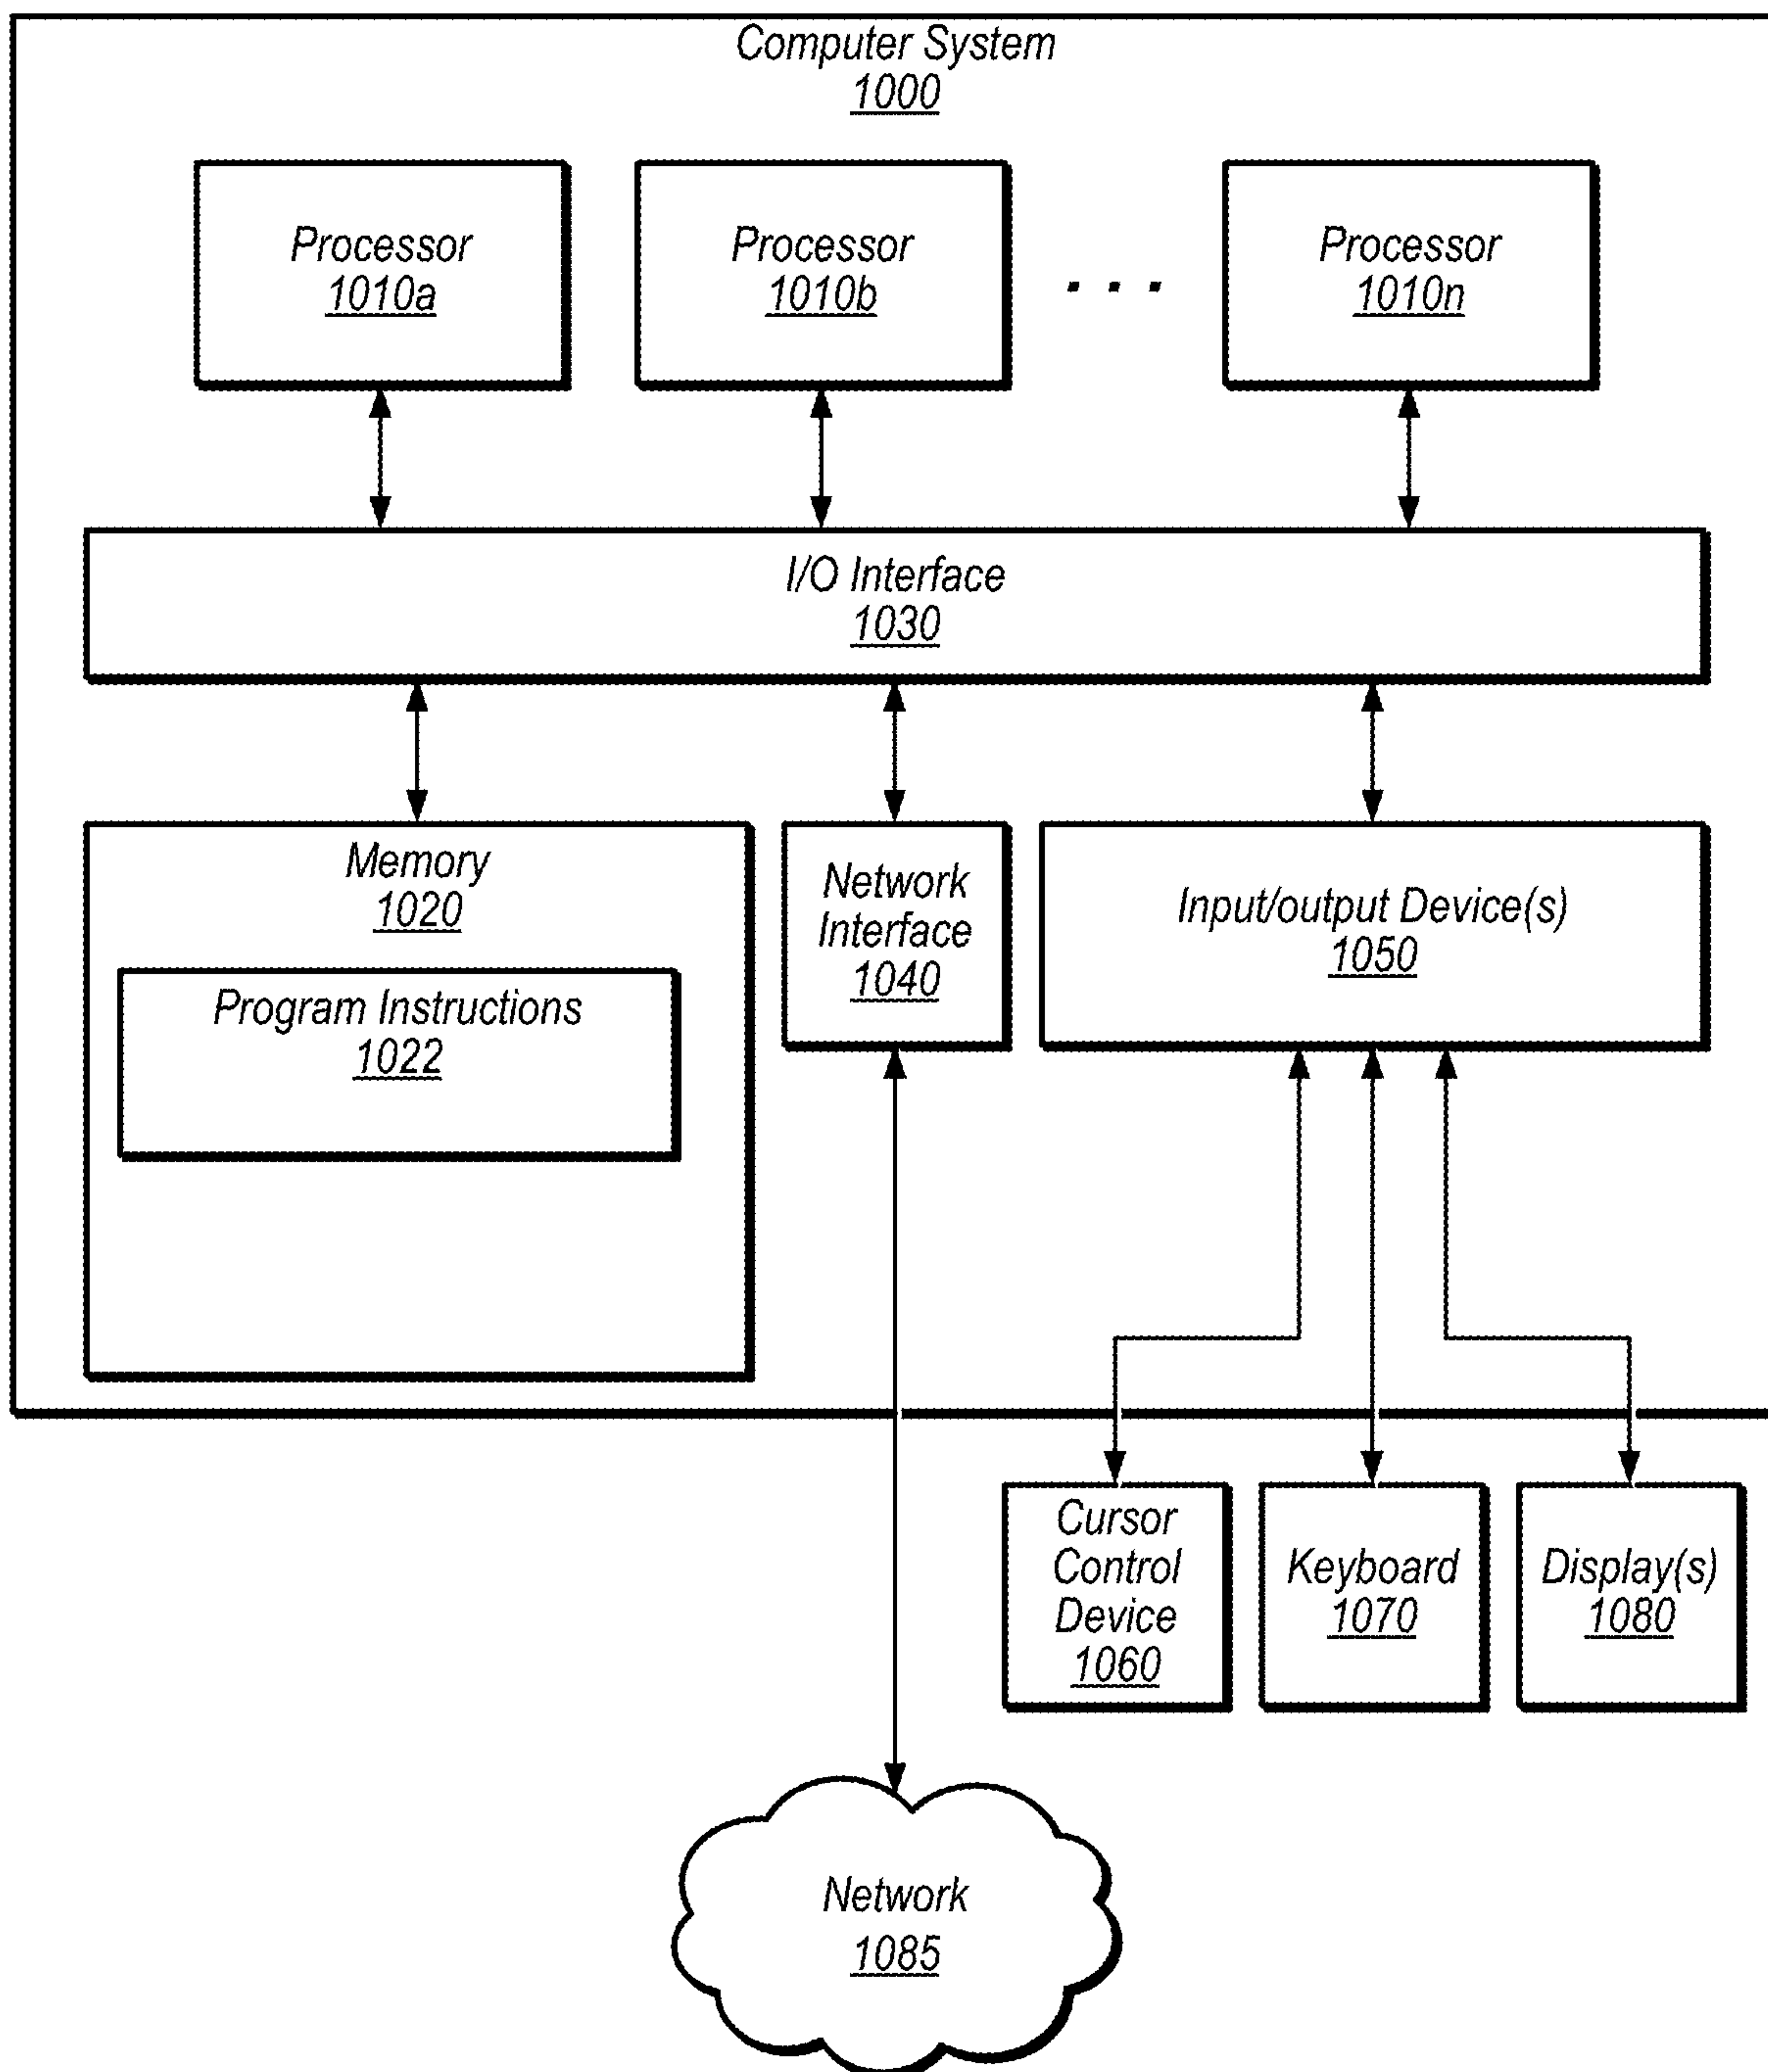 Computer System
1000
Processor
1010a
Processor
1010b
. . .
Processor
1010n
I/O Interface
1030
Memory
1020
Program Instructions
1022
Network
Interface
1040
Input/output Device(s)
1050
Cursor
Control
Device
1060
Keyboard
1070
Display(s)
1080
Network
1085